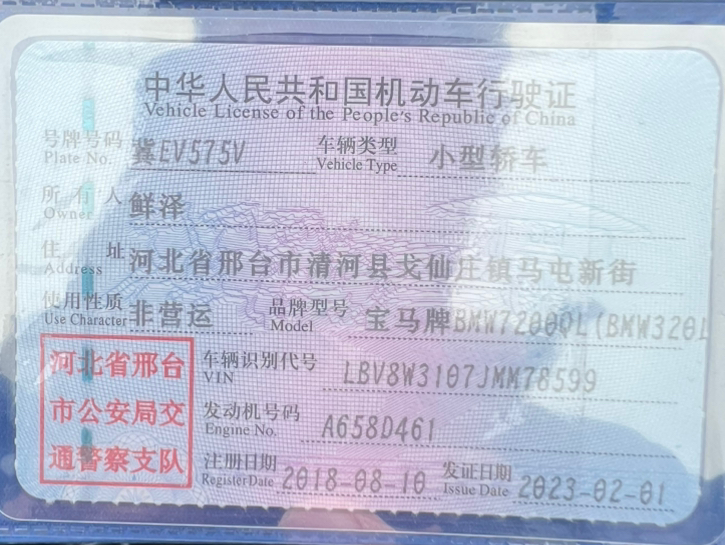 中华人民共和国机动车行驶证
Vehicle License of the People's Republic of China
号牌号码 冀EV575V 车辆类型 小型轿车
Plate No. Vehicle Type
所有人 鲜泽
Owner
住址 河北省邢台市清河县戈仙庄镇马屯新街
Address
使用性质 非营运 品牌型号 宝马牌BMW7200QL(BMW320L
Use Character Model
河北省邢台
市公安局交
通警察支队
车辆识别代号 LBV8W3107JMM78599
VIN
发动机号码 A658D461
Engine No.
注册日期 2018-08-10 发证日期 2023-02-01
Register Date Issue Date